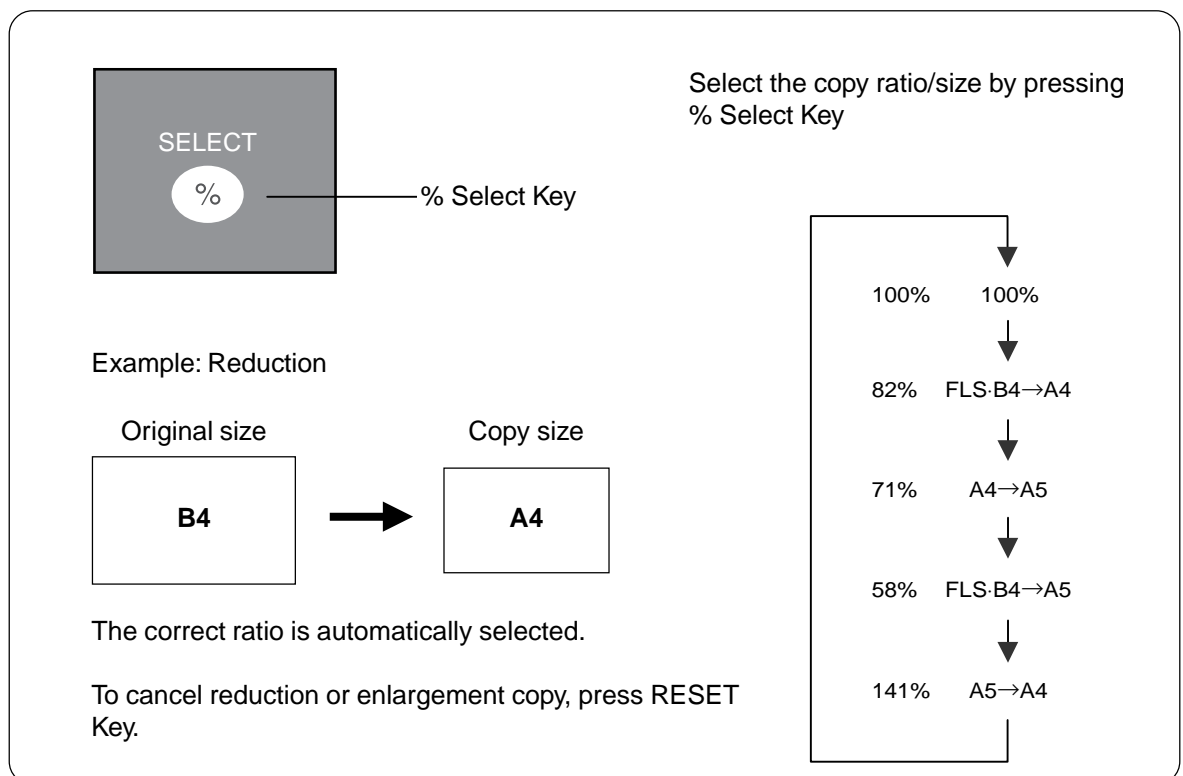 SELECT
%
% Select Key
Example: Reduction
Original size
Copy size
B4
A4
The correct ratio is automatically selected.
To cancel reduction or enlargement copy, press RESET
Key.
Select the copy ratio/size by pressing
% Select Key
100% 100%
82% FLS·B4→A4
71% A4→A5
58% FLS·B4→A5
141% A5→A4